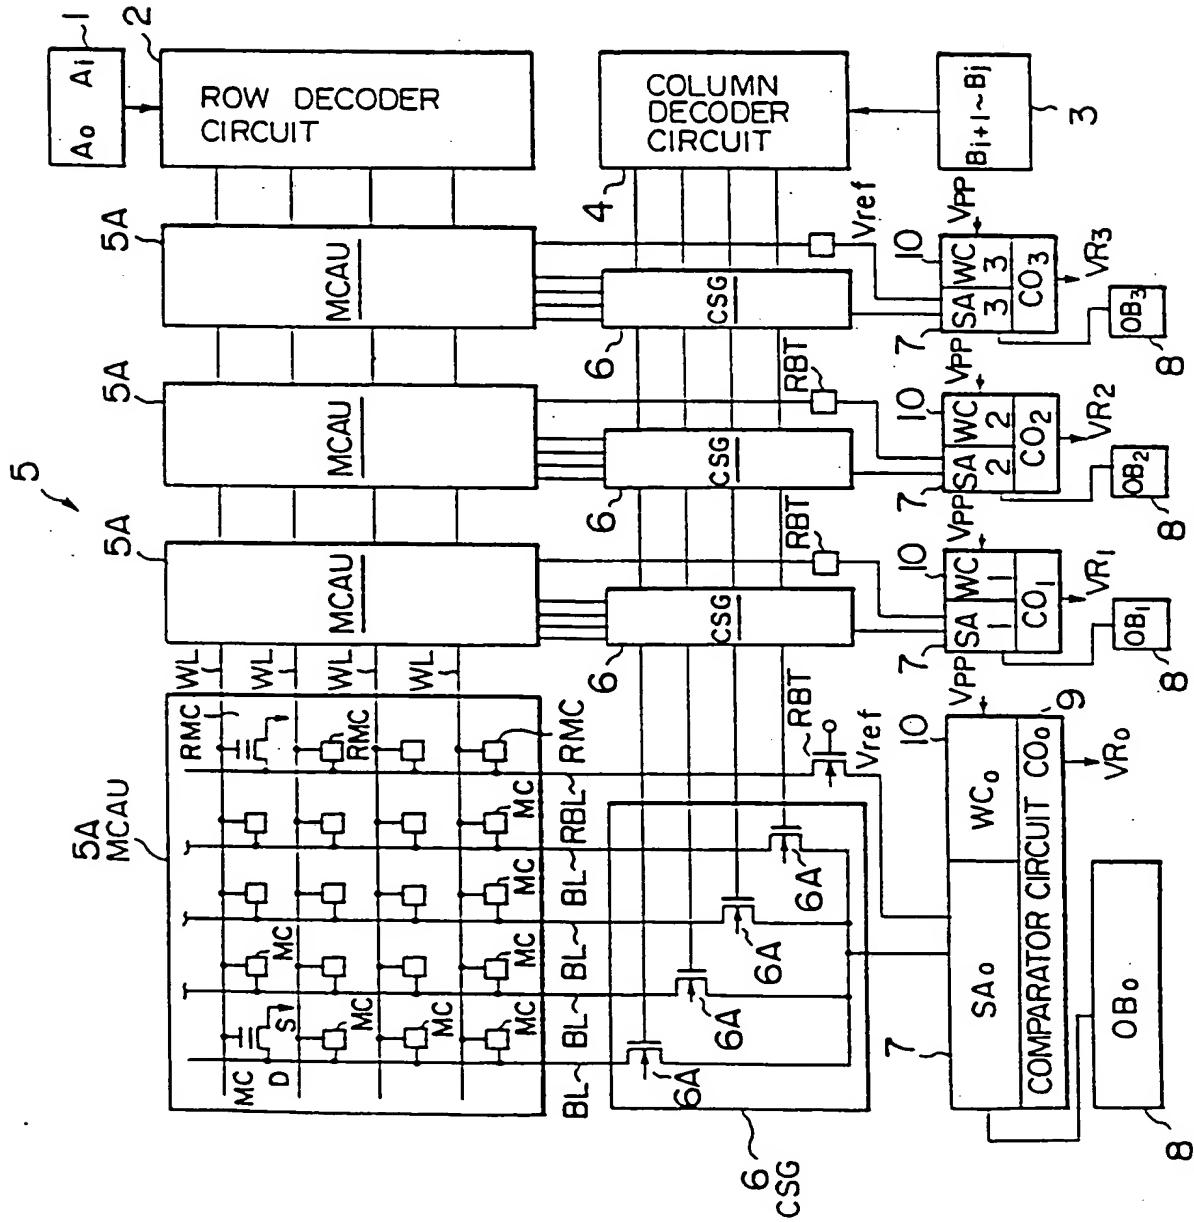 1
A₀ Ai
2
ROW DECODER
CIRCUIT
COLUMN
DECODER
CIRCUIT
4
Bi+1~Bj
3
5
5A
MCAU
5A
MCAU
5A
MCAU
5A
MCAU
WL
WL
WL
WL
RMC
RMC
RMC
MC
MC
MC
MC
MC
MC
MC
MC
D
S
BL
BL
BL
BL
RBL
6
CSG
6
CSG
6
CSG
6
CSG
6A
6A
6A
6A
RBT
RBT
RBT
Vref
Vref
7
SA₀
10
WC₀
VPP
COMPARATOR CIRCUIT CO₀
9
VR₀
OB₀
8
7
SA
1
10
WC
1
VPP
CO₁
VR₁
OB₁
8
7
SA
2
10
WC
2
VPP
CO₂
VR₂
OB₂
8
7
SA
3
10
WC
3
VPP
CO₃
VR₃
OB₃
8